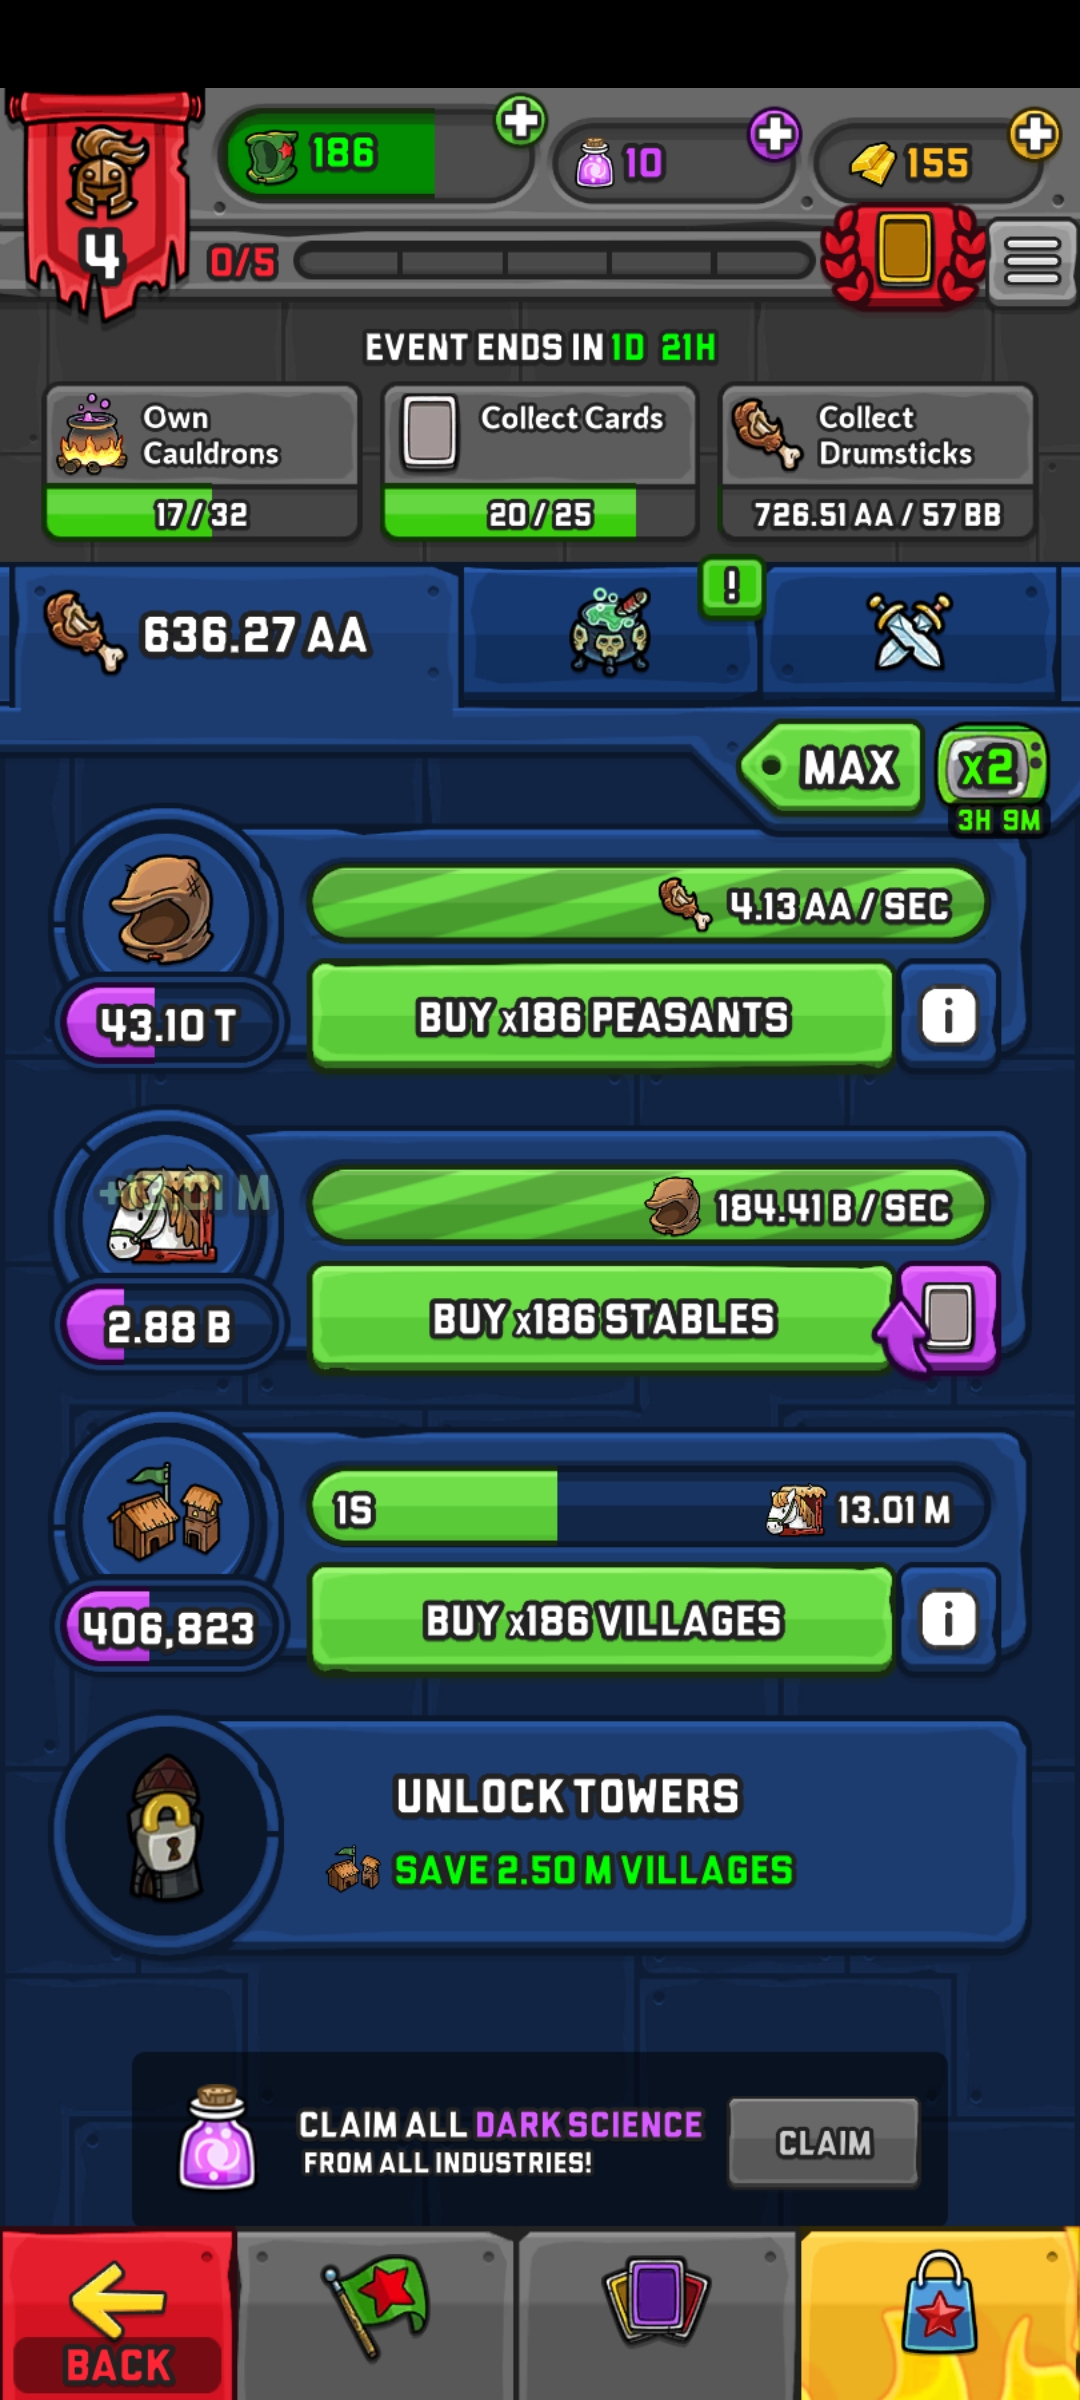 186
10
155
4
0/5
EVENT ENDS IN 1D 21H
Own
Cauldrons
17/32
Collect Cards
20/25
Collect
Drumsticks
726.51 AA / 57 BB
636.27 AA
!
MAX
x2
3H 9M
4.13 AA / SEC
43.10 T
BUY x186 PEASANTS
i
184.41 B / SEC
2.88 B
BUY x186 STABLES
1S
13.01 M
406,823
BUY x186 VILLAGES
i
UNLOCK TOWERS
SAVE 2.50 M VILLAGES
CLAIM ALL DARK SCIENCE
FROM ALL INDUSTRIES!
CLAIM
BACK